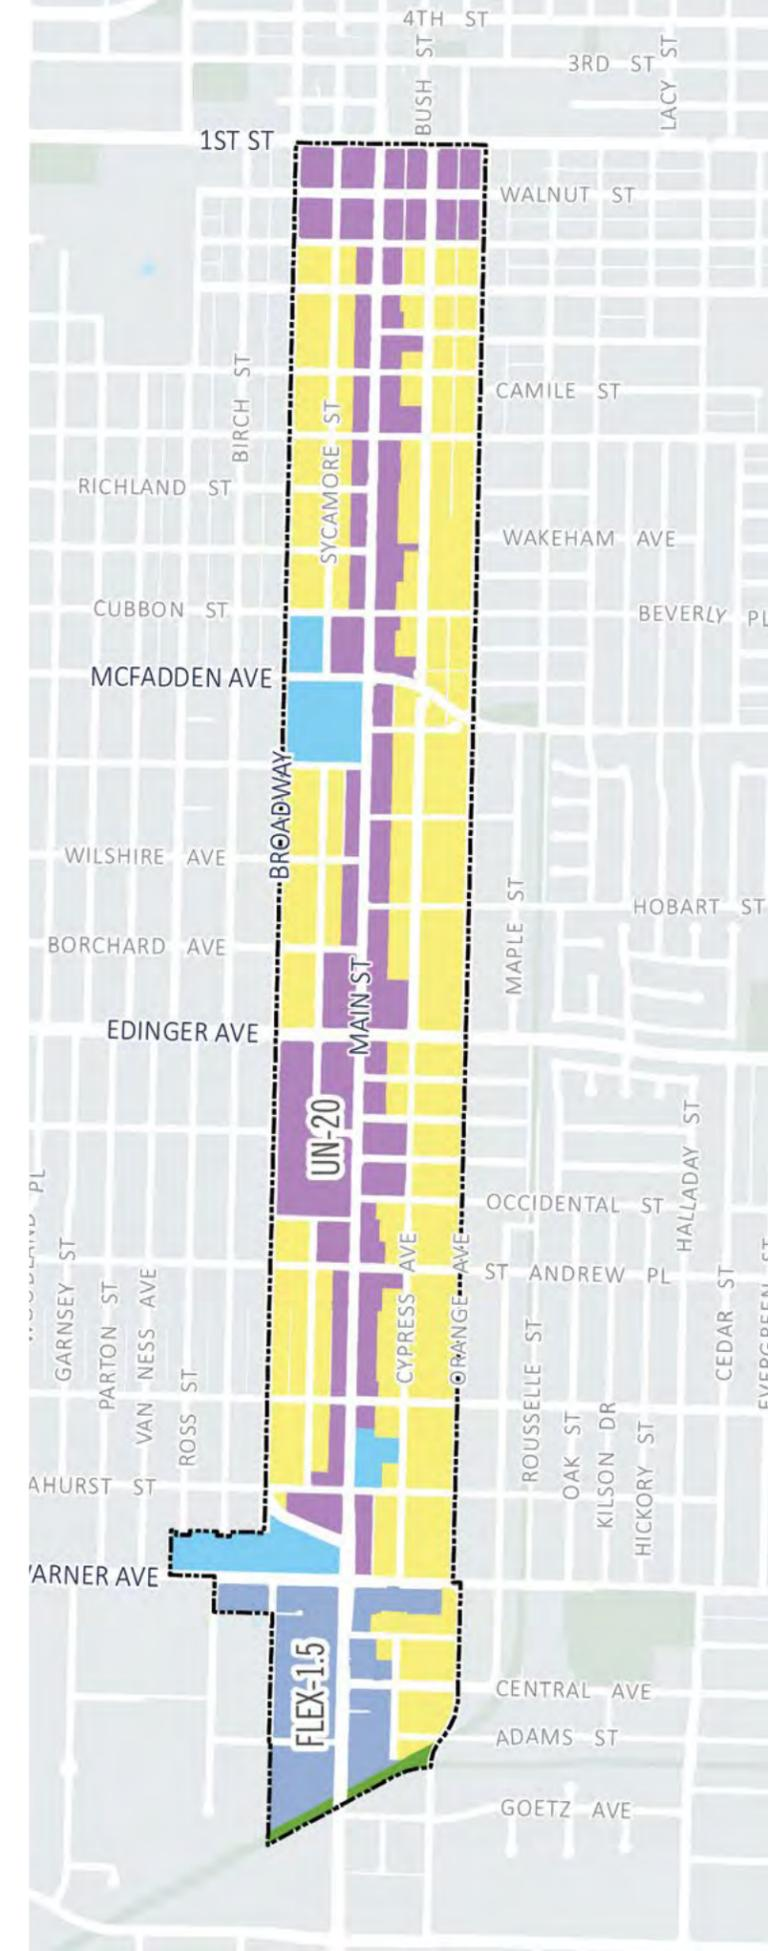 4TH ST
BUSH ST
3RD ST
LACY ST
1ST ST
WALNUT ST
BIRCH ST
SYCAMORE ST
CAMILE ST
RICHLAND ST
WAKEHAM AVE
CUBBON ST
BEVERLY PL
MCFADDEN AVE
BROADWAY
WILSHIRE AVE
MAPLE ST
HOBART ST
BORCHARD AVE
MAIN ST
EDINGER AVE
UN-20
HALLADAY ST
OCCIDENTAL ST
GARNSEY ST
PARTON ST
VAN NESS AVE
ROSS ST
CYPRESS AVE
ORANGE AVE
ST ANDREW PL
CEDAR ST
ROUSSELLE ST
OAK ST
KILSON DR
HICKORY ST
AHURST ST
ARNER AVE
FLEX-1.5
CENTRAL AVE
ADAMS ST
GOETZ AVE